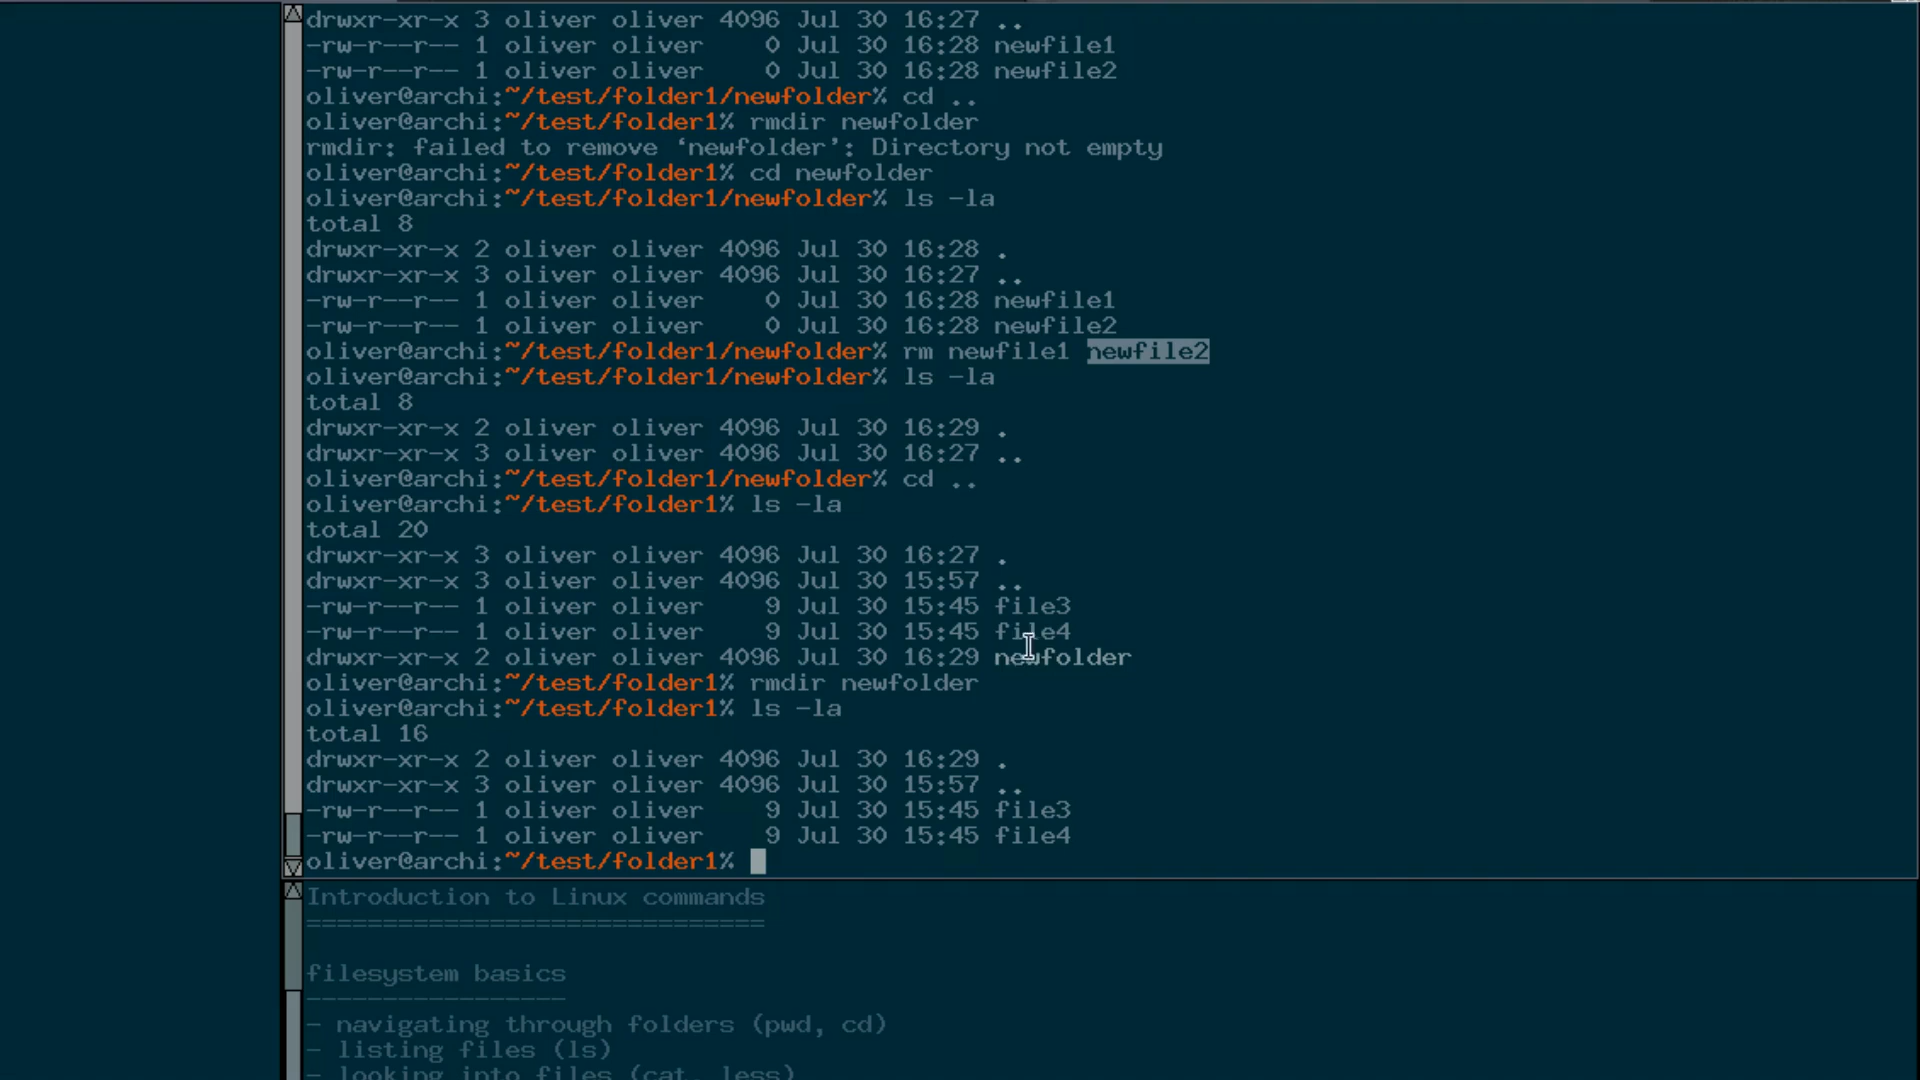 drwxr-xr-x 3 oliver oliver 4096 Jul 30 16:27 ..
-rw-r--r-- 1 oliver oliver    0 Jul 30 16:28 newfile1
-rw-r--r-- 1 oliver oliver    0 Jul 30 16:28 newfile2
oliver@archi:~/test/folder1/newfolder% cd ..
oliver@archi:~/test/folder1% rmdir newfolder
rmdir: failed to remove ‘newfolder’: Directory not empty
oliver@archi:~/test/folder1% cd newfolder
oliver@archi:~/test/folder1/newfolder% ls -la
total 8
drwxr-xr-x 2 oliver oliver 4096 Jul 30 16:28 .
drwxr-xr-x 3 oliver oliver 4096 Jul 30 16:27 ..
-rw-r--r-- 1 oliver oliver    0 Jul 30 16:28 newfile1
-rw-r--r-- 1 oliver oliver    0 Jul 30 16:28 newfile2
oliver@archi:~/test/folder1/newfolder% rm newfile1 newfile2
oliver@archi:~/test/folder1/newfolder% ls -la
total 8
drwxr-xr-x 2 oliver oliver 4096 Jul 30 16:29 .
drwxr-xr-x 3 oliver oliver 4096 Jul 30 16:27 ..
oliver@archi:~/test/folder1/newfolder% cd ..
oliver@archi:~/test/folder1% ls -la
total 20
drwxr-xr-x 3 oliver oliver 4096 Jul 30 16:27 .
drwxr-xr-x 3 oliver oliver 4096 Jul 30 15:57 ..
-rw-r--r-- 1 oliver oliver    9 Jul 30 15:45 file3
-rw-r--r-- 1 oliver oliver    9 Jul 30 15:45 file4
drwxr-xr-x 2 oliver oliver 4096 Jul 30 16:29 newfolder
oliver@archi:~/test/folder1% rmdir newfolder
oliver@archi:~/test/folder1% ls -la
total 16
drwxr-xr-x 2 oliver oliver 4096 Jul 30 16:29 .
drwxr-xr-x 3 oliver oliver 4096 Jul 30 15:57 ..
-rw-r--r-- 1 oliver oliver    9 Jul 30 15:45 file3
-rw-r--r-- 1 oliver oliver    9 Jul 30 15:45 file4
oliver@archi:~/test/folder1%
Introduction to Linux commands
==============================
filesystem basics
-----------------
- navigating through folders (pwd, cd)
- listing files (ls)
- looking into files (cat, less)